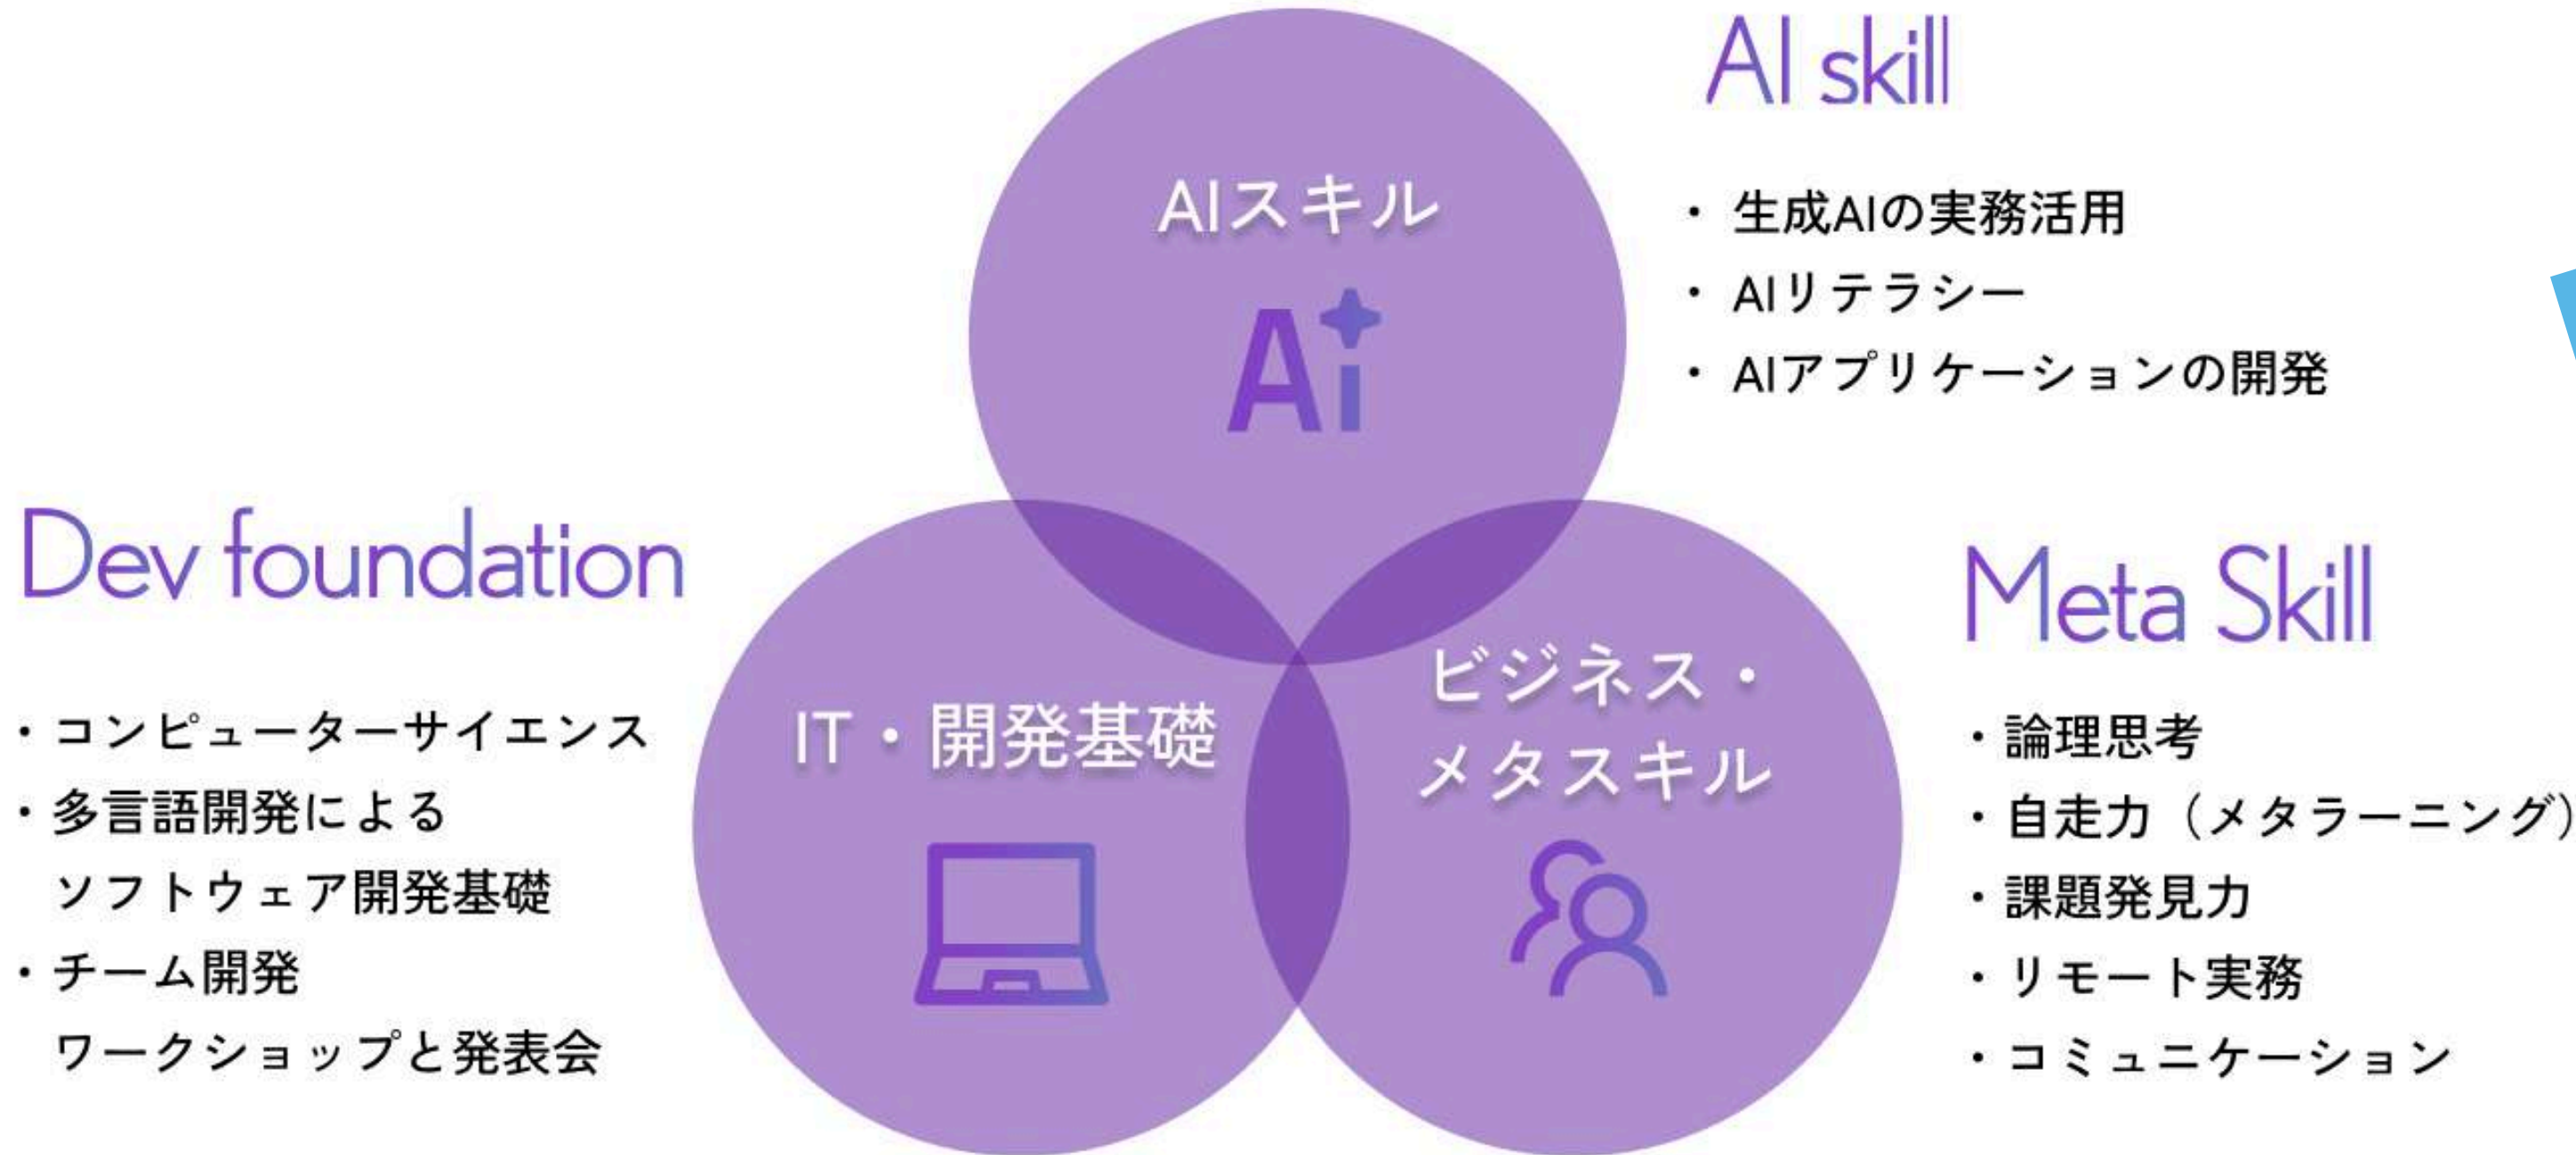 AI skill
AIスキル
Ai
・ 生成AIの実務活用
・ AIリテラシー
・ AIアプリケーションの開発
Dev foundation
・コンピューターサイエンス
・多言語開発による
ソフトウェア開発基礎
・チーム開発
ワークショップと発表会
IT・開発基礎
ビジネス・
メタスキル
Meta Skill
・論理思考
・自走力（メタラーニング）
・課題発見力
・リモート実務
・コミュニケーション